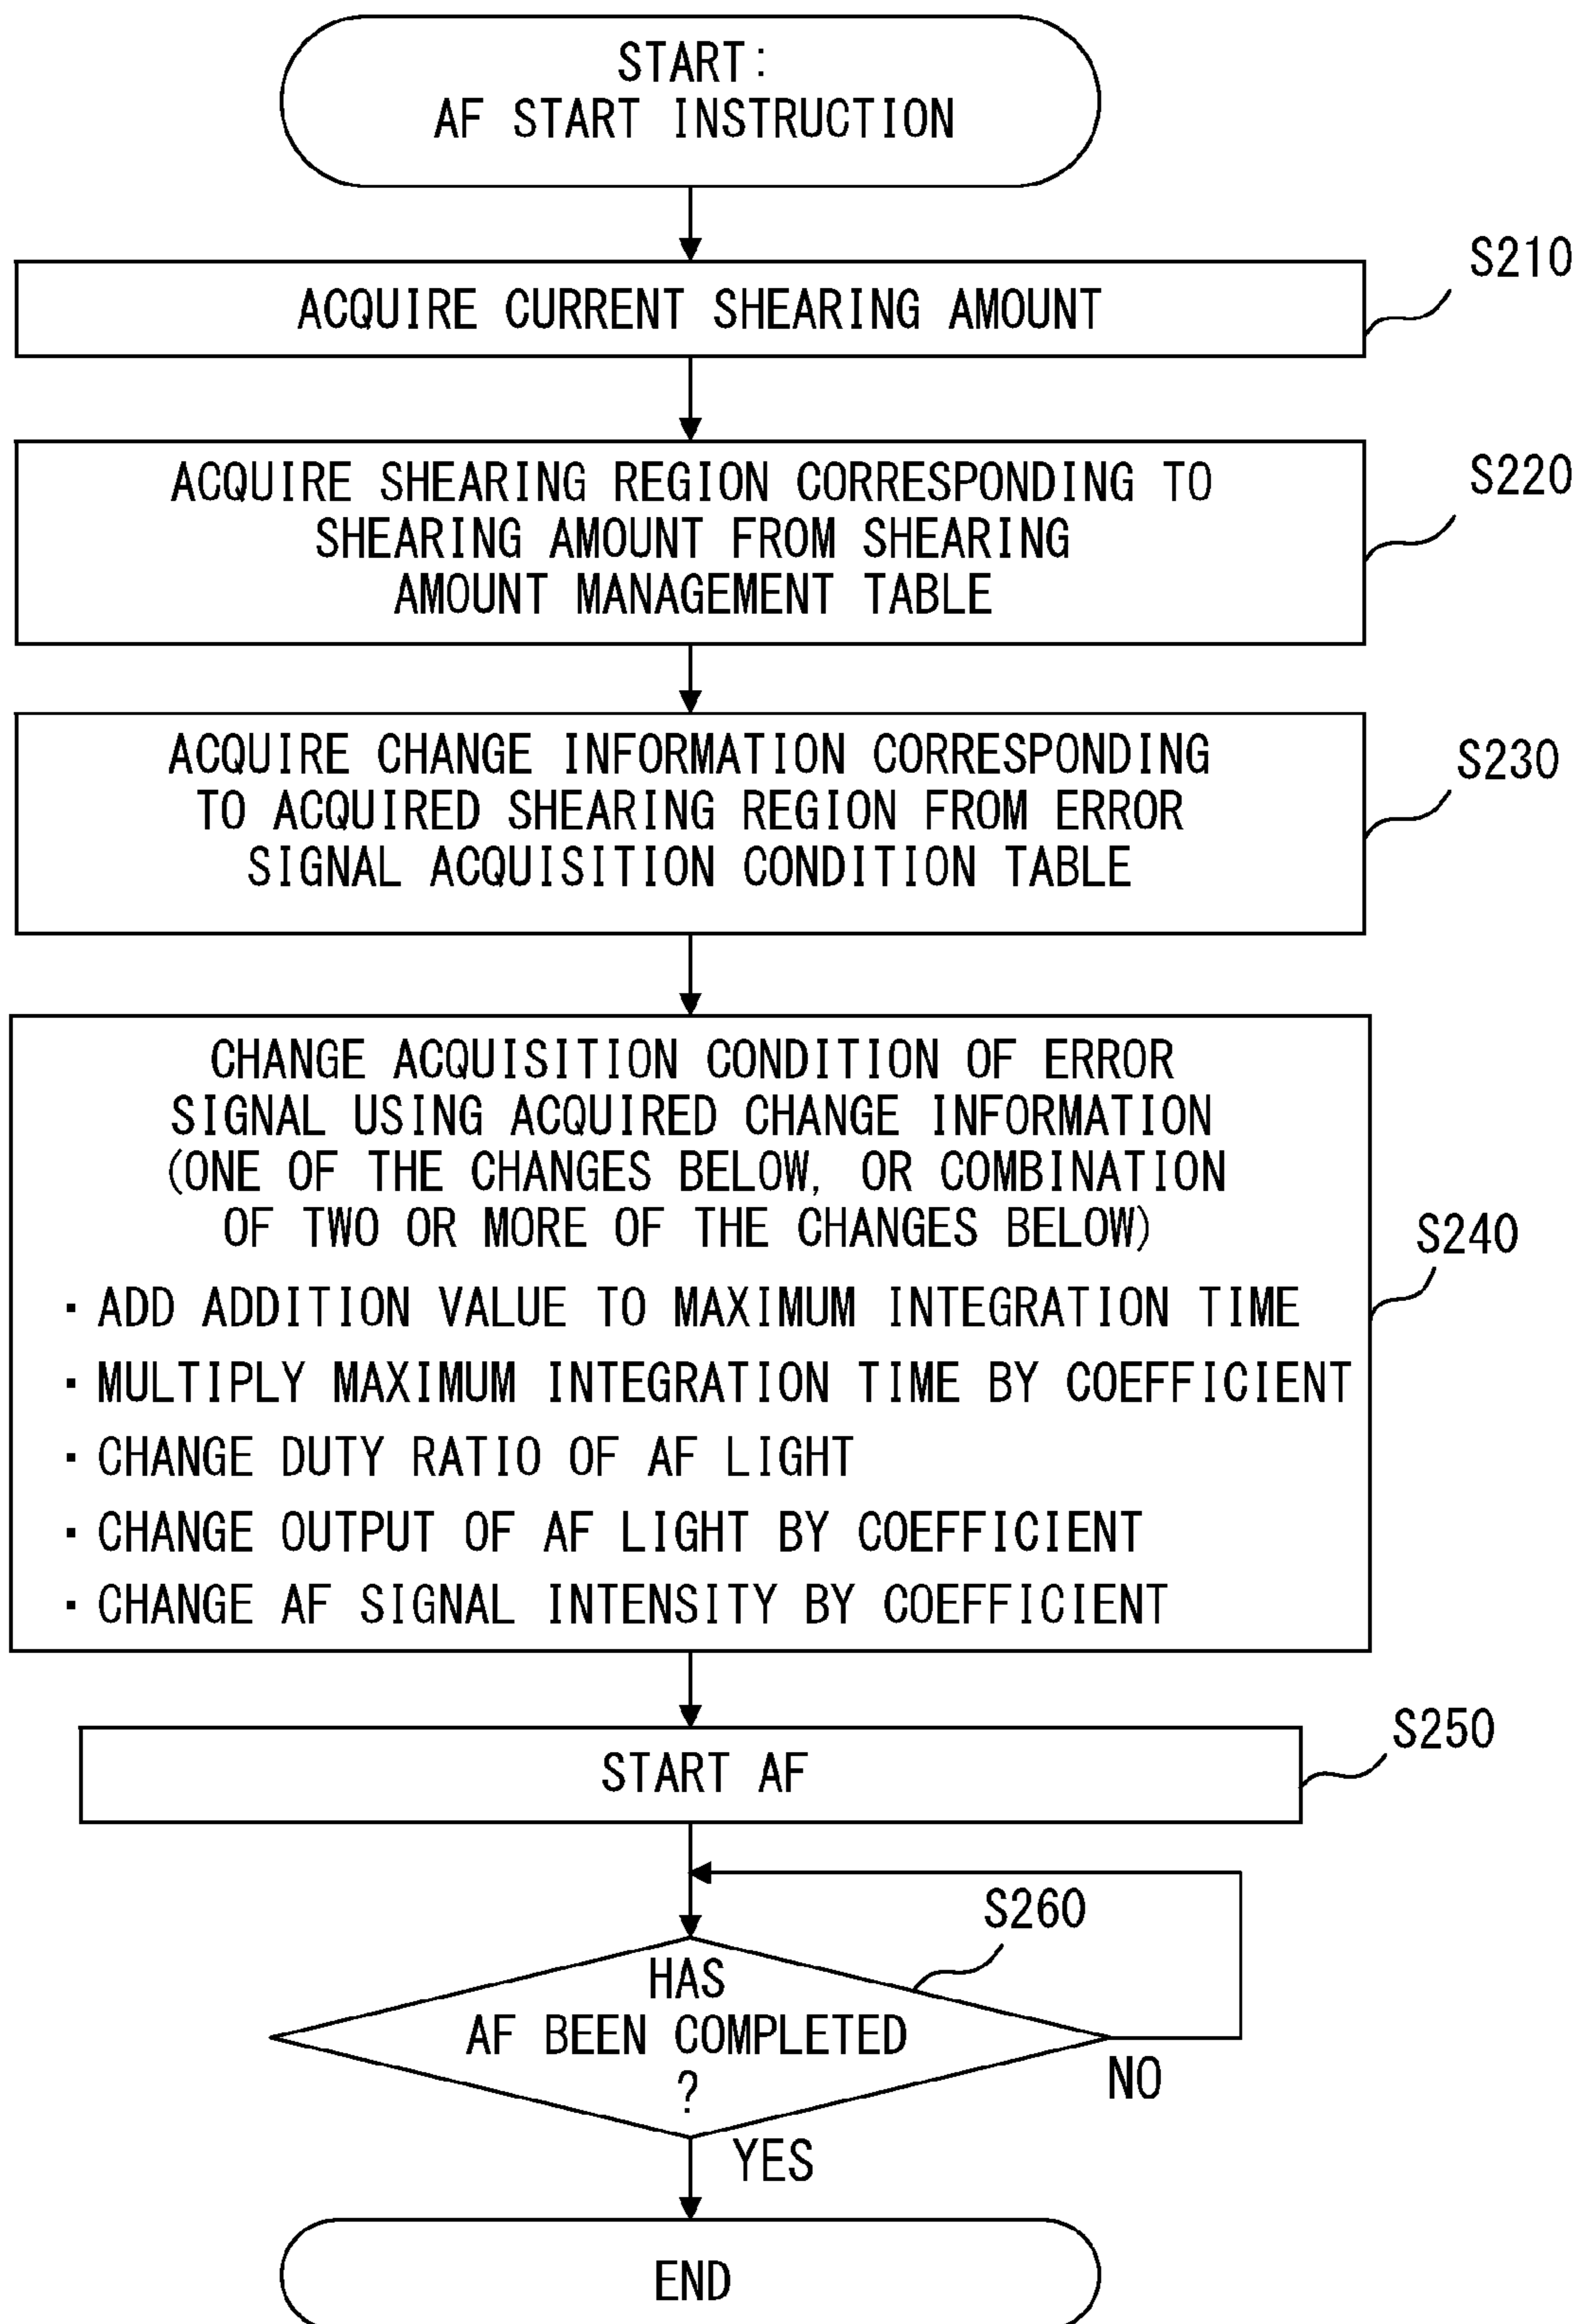 START:
AF START INSTRUCTION
S210
ACQUIRE CURRENT SHEARING AMOUNT
S220
ACQUIRE SHEARING REGION CORRESPONDING TO
SHEARING AMOUNT FROM SHEARING
AMOUNT MANAGEMENT TABLE
S230
ACQUIRE CHANGE INFORMATION CORRESPONDING
TO ACQUIRED SHEARING REGION FROM ERROR
SIGNAL ACQUISITION CONDITION TABLE
CHANGE ACQUISITION CONDITION OF ERROR
SIGNAL USING ACQUIRED CHANGE INFORMATION
(ONE OF THE CHANGES BELOW, OR COMBINATION
OF TWO OR MORE OF THE CHANGES BELOW)
S240
・ADD ADDITION VALUE TO MAXIMUM INTEGRATION TIME
・MULTIPLY MAXIMUM INTEGRATION TIME BY COEFFICIENT
・CHANGE DUTY RATIO OF AF LIGHT
・CHANGE OUTPUT OF AF LIGHT BY COEFFICIENT
・CHANGE AF SIGNAL INTENSITY BY COEFFICIENT
S250
START AF
S260
HAS
AF BEEN COMPLETED
?
NO
YES
END